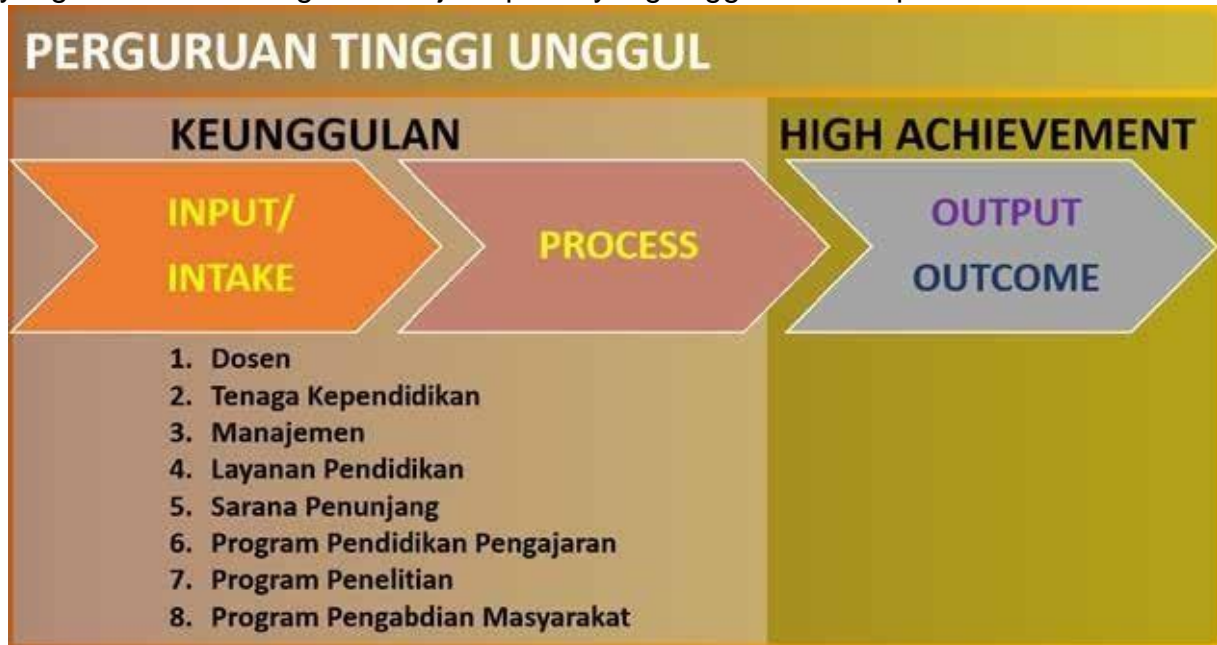 PERGURUAN TINGGI UNGGUL
KEUNGGULAN
HIGH ACHIEVEMENT
INPUT/
INTAKE
PROCESS
OUTPUT
OUTCOME
1. Dosen
2. Tenaga Kependidikan
3. Manajemen
4. Layanan Pendidikan
5. Sarana Penunjang
6. Program Pendidikan Pengajaran
7. Program Penelitian
8. Program Pengabdian Masyarakat